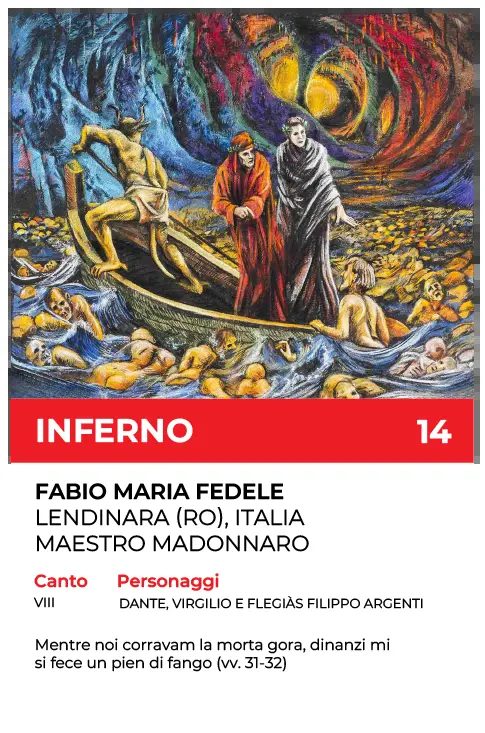 INFERNO 14
FABIO MARIA FEDELE
LENDINARA (RO), ITALIA
MAESTRO MADONNARO
Canto Personaggi
VIII DANTE, VIRGILIO E FLEGIÀS FILIPPO ARGENTI
Mentre noi corravam la morta gora, dinanzi mi
si fece un pien di fango (vv. 31-32)